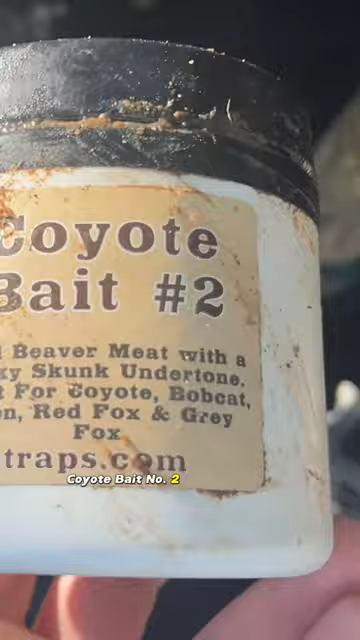 Coyote
Bait #2
Beaver Meat with a
Skunk Undertone.
For Coyote, Bobcat,
Red Fox & Grey
Fox
traps.com
Coyote Bait No. 2